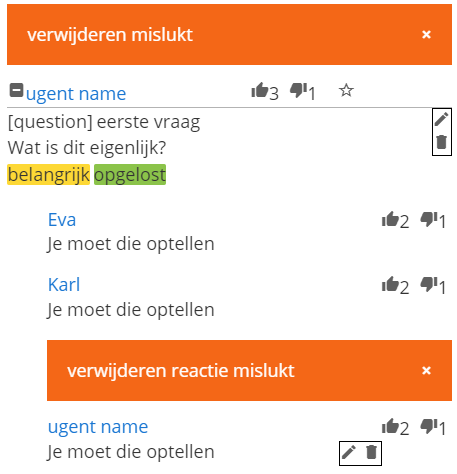 verwijderen mislukt ×
ugent name 3 1
[question] eerste vraag
Wat is dit eigenlijk?
belangrijk opgelost
Eva 2 1
Je moet die optellen
Karl 2 1
Je moet die optellen
verwijderen reactie mislukt ×
ugent name 2 1
Je moet die optellen